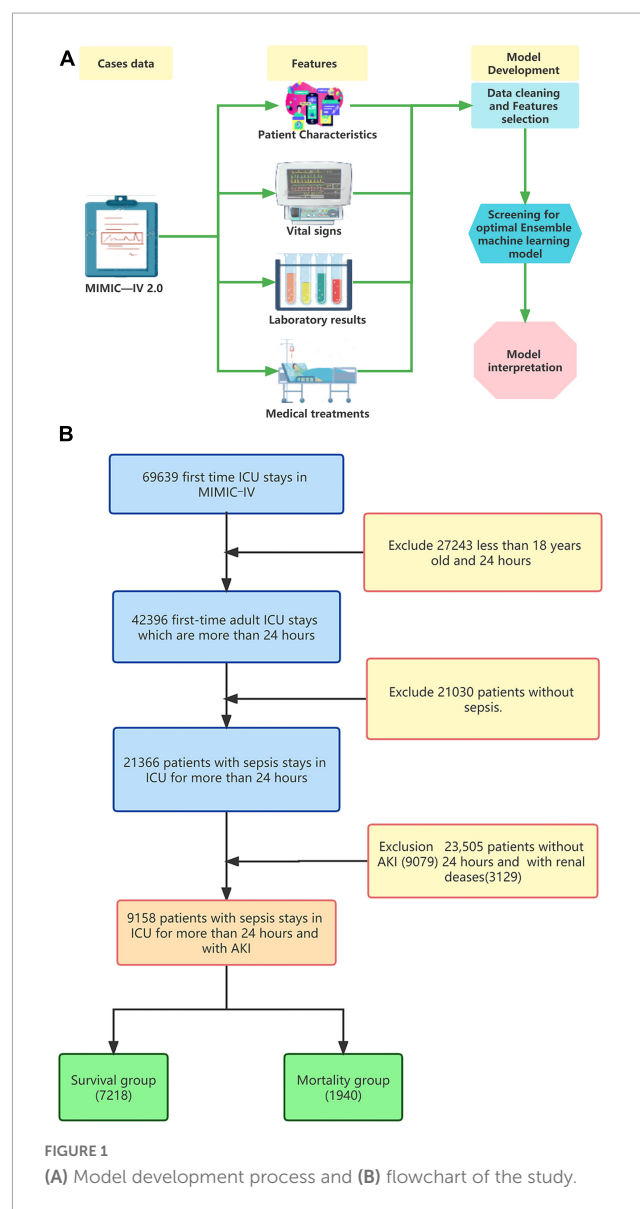 A
Cases data
Features
Model
Development
Patient Characteristics
Data cleaning
and Features
selection
Vital signs
Screening for
optimal Ensemble
machine learning
model
MIMIC—IV 2.0
Laboratory results
Model
interpretation
Medical treatments
B
69639 first time ICU stays in
MIMIC-IV
Exclude 27243 less than 18 years
old and 24 hours
42396 first-time adult ICU stays
which are more than 24 hours
Exclude 21030 patients without
sepsis.
21366 patients with sepsis stays in
ICU for more than 24 hours
Exclusion 23,505 patients without
AKI (9079) 24 hours and with renal
deases(3129)
9158 patients with sepsis stays in
ICU for more than 24 hours and
with AKI
Survival group
(7218)
Mortality group
(1940)
FIGURE 1
(A) Model development process and (B) flowchart of the study.